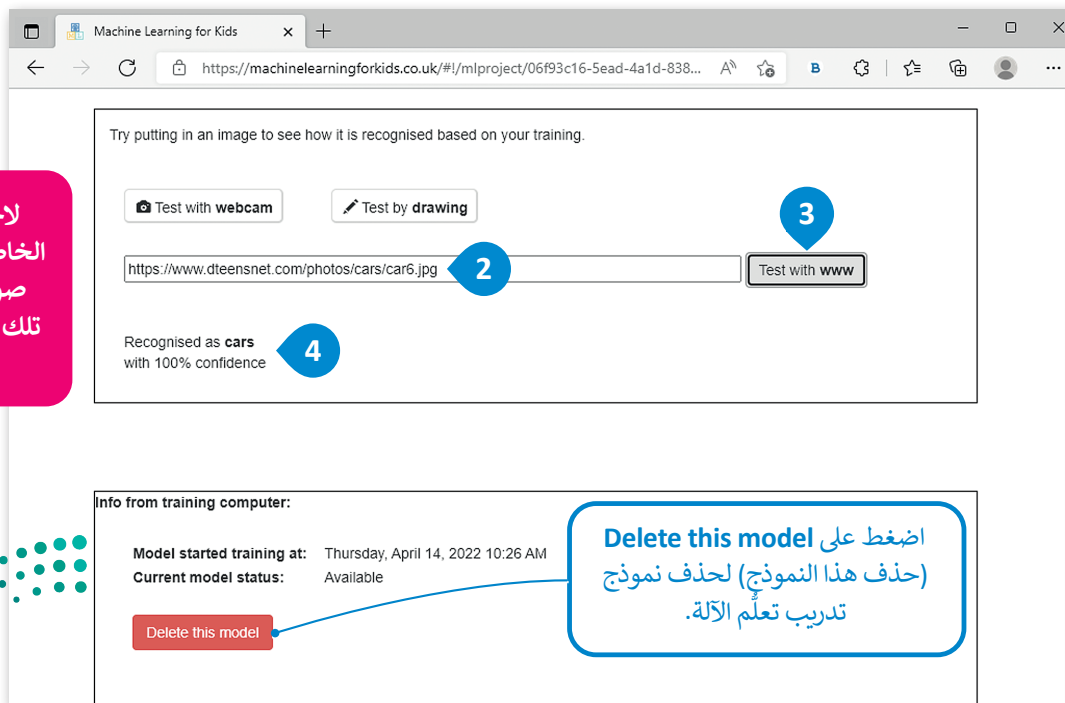 Machine Learning for Kids
https://machinelearningforkids.co.uk/#!/mlproject/06f93c16-5ead-4a1d-838...
Try putting in an image to see how it is recognised based on your training.
Test with webcam
Test by drawing
3
https://www.dteensnet.com/photos/cars/car6.jpg
2
Test with www
Recognised as cars
with 100% confidence
4
تلك
Info from training computer:
Model started training at: Thursday, April 14, 2022 10:26 AM
Current model status: Available
Delete this model
اضغط على Delete this model
(حذف هذا النموذج) لحذف نموذج
تدريب تعلُّم الآلة.